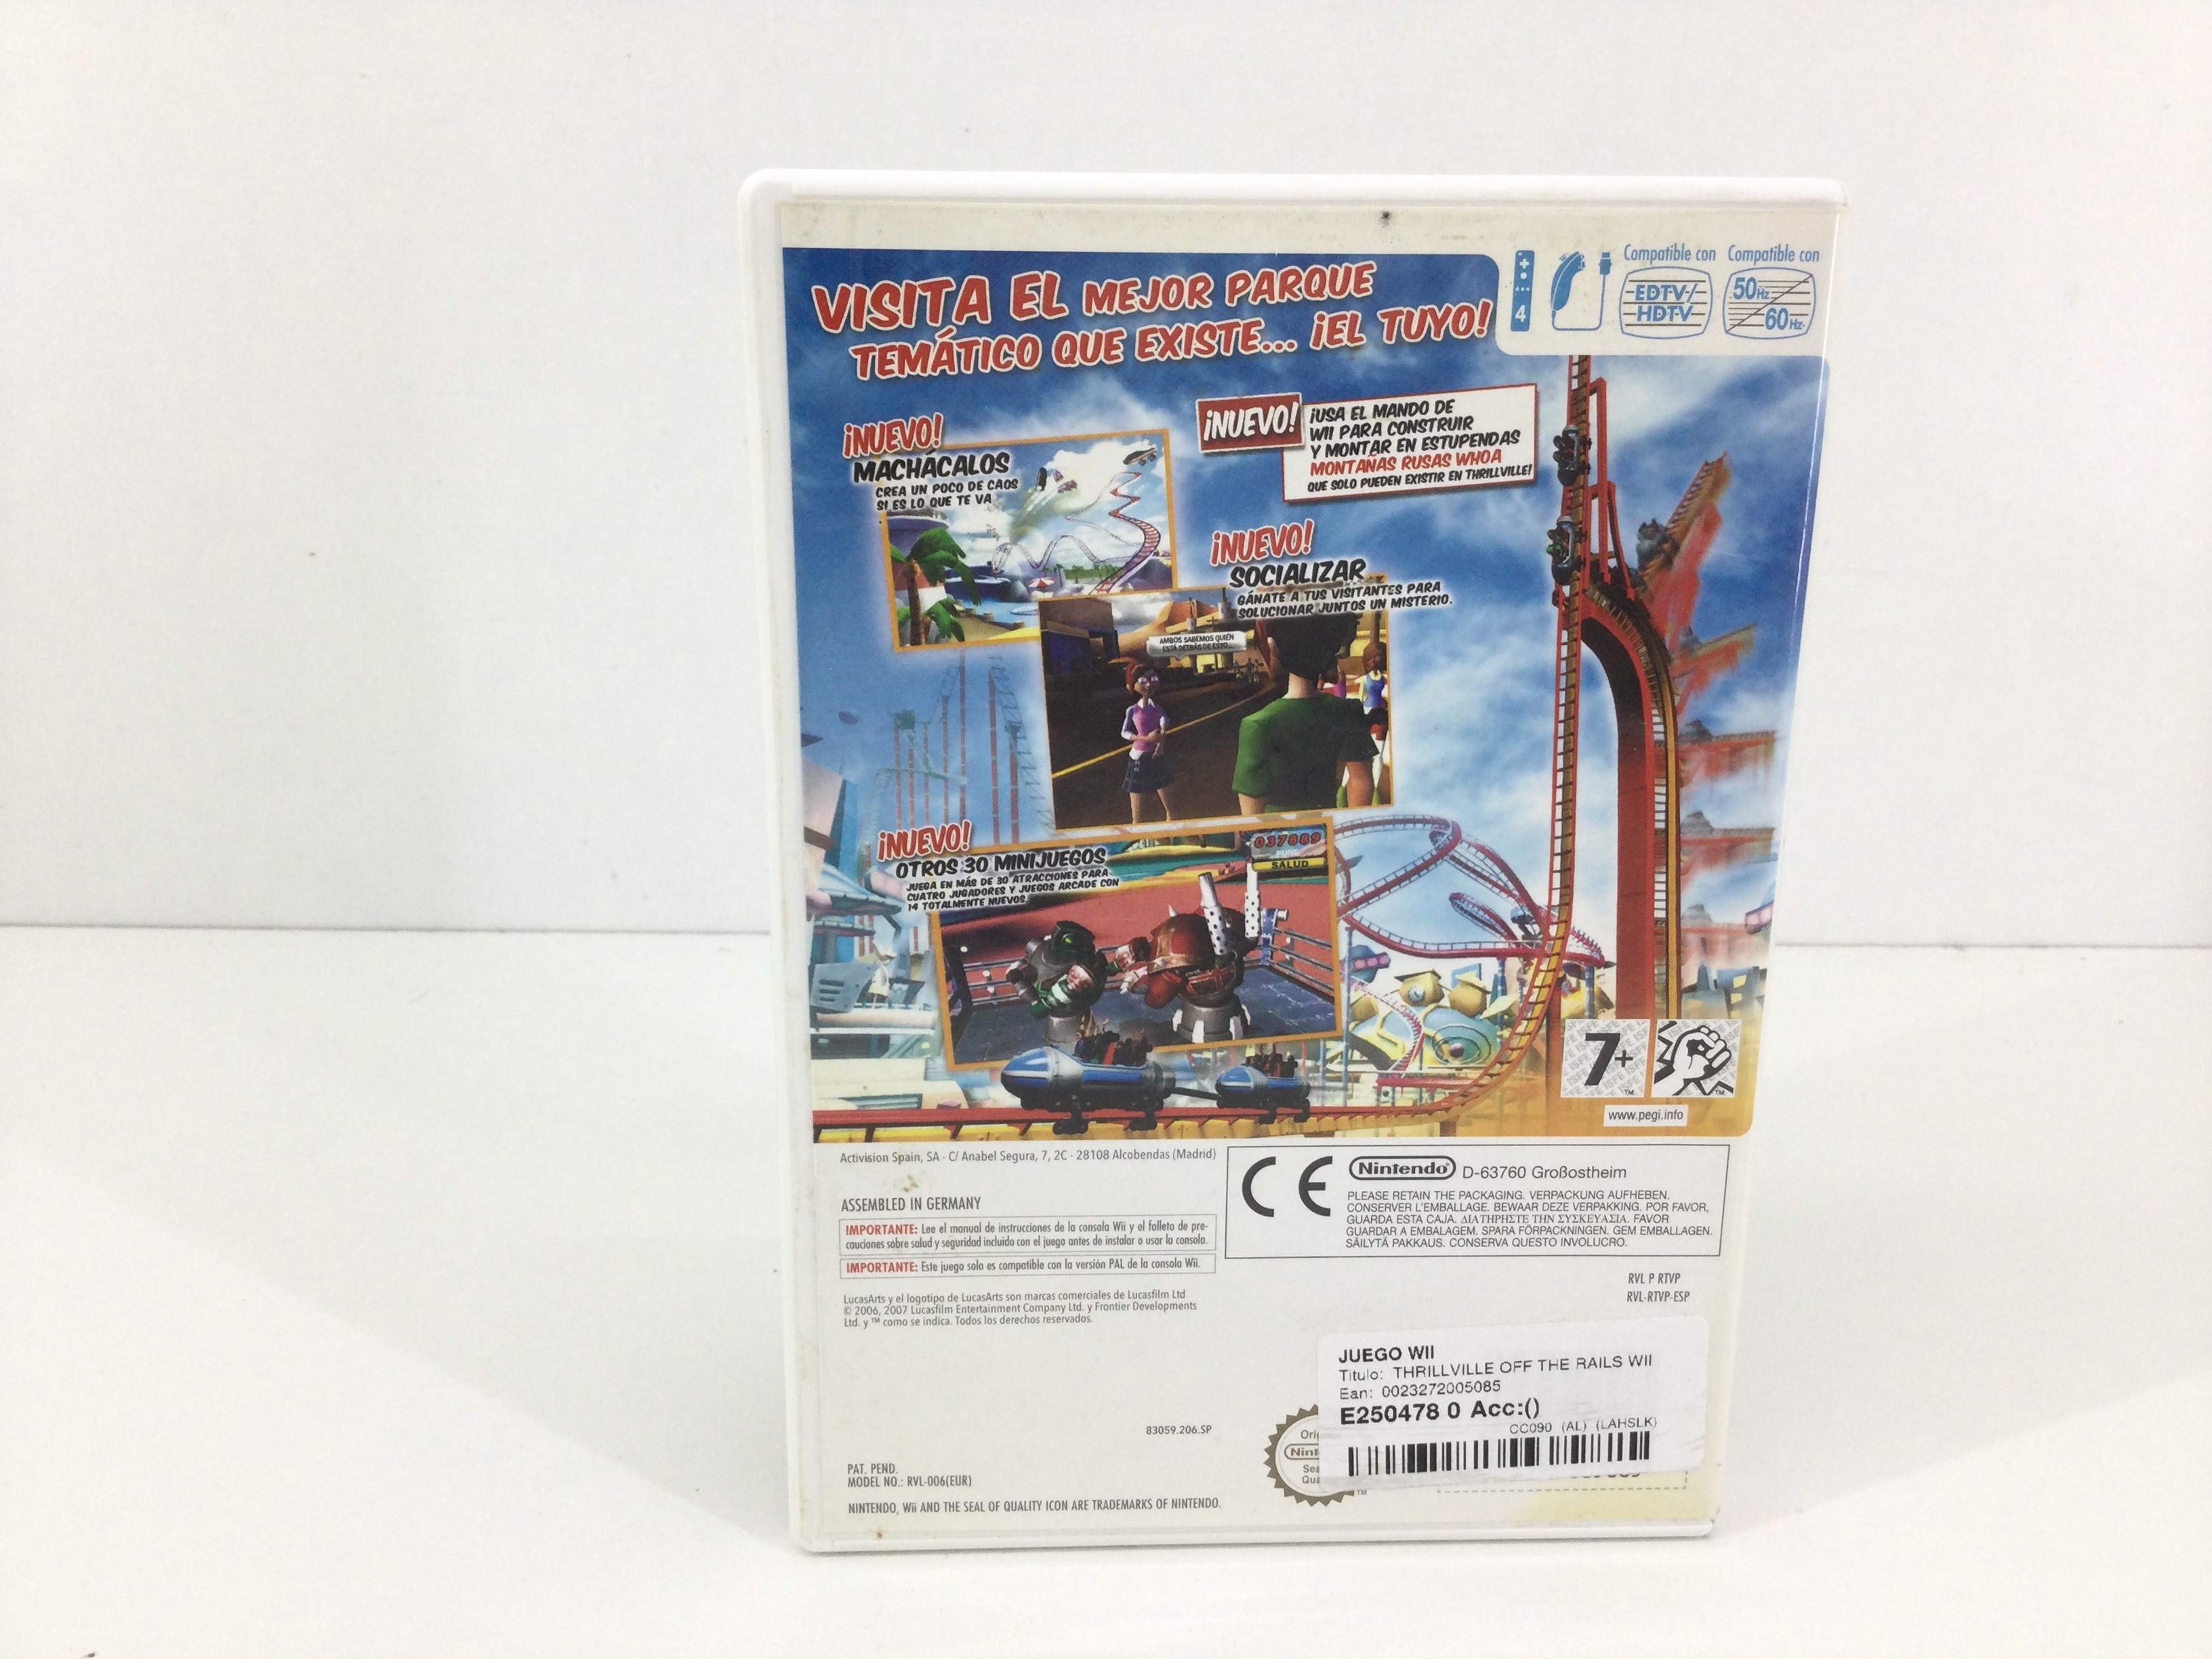 VISITA EL MEJOR PARQUE
TEMÁTICO QUE EXISTE... ¡EL TUYO!
4
Compatible con
EDTV/
HDTV
Compatible con
50Hz
60Hz
¡NUEVO!
MACHÁCALOS
CREA UN POCO DE CAOS
SI ES LO QUE TE VA
¡NUEVO!
¡USA EL MANDO DE
WII PARA CONSTRUIR
Y MONTAR EN ESTUPENDAS
MONTAÑAS RUSAS WHOA
QUE SOLO PUEDEN EXISTIR EN THRILLVILLE!
¡NUEVO!
SOCIALIZAR
GÁNATE A TUS VISITANTES PARA
SOLUCIONAR JUNTOS UN MISTERIO.
AMBOS SABEMOS QUIÉN
ESTÁ DETRÁS DE ESTO...
¡NUEVO!
OTROS 30 MINIJUEGOS
JUEGA EN MÁS DE 30 ATRACCIONES PARA
CUATRO JUGADORES Y JUEGOS ARCADE CON
14 TOTALMENTE NUEVOS.
037889
SALUD
7+
www.pegi.info
Activision Spain, SA - C/ Anabel Segura, 7, 2C - 28108 Alcobendas (Madrid)
ASSEMBLED IN GERMANY
IMPORTANTE: Lee el manual de instrucciones de la consola Wii y el folleto de pre-
cauciones sobre salud y seguridad incluido con el juego antes de instalar o usar la consola.
IMPORTANTE: Este juego solo es compatible con la versión PAL de la consola Wii.
LucasArts y el logotipo de LucasArts son marcas comerciales de Lucasfilm Ltd
© 2006, 2007 Lucasfilm Entertainment Company Ltd. y Frontier Developments
Ltd. y ™ como se indica. Todos los derechos reservados.
CE
Nintendo D-63760 Großostheim
PLEASE RETAIN THE PACKAGING. VERPACKUNG AUFHEBEN.
CONSERVER L'EMBALLAGE. BEWAAR DEZE VERPAKKING. POR FAVOR,
GUARDA ESTA CAJA. ΔΙΑΤΗΡΗΣΤΕ ΤΗΝ ΣΥΣΚΕΥΑΣΙΑ. FAVOR
GUARDAR A EMBALAGEM. SPARA FÖRPACKNINGEN. GEM EMBALLAGEN.
SÄILYTÄ PAKKAUS. CONSERVA QUESTO INVOLUCRO.
RVL P RTVP
RVL-RTVP-ESP
JUEGO WII
Titulo: THRILLVILLE OFF THE RAILS WII
Ean: 0023272005085
E250478 0 Acc:()
CC090 (AL) (LAHSLK)
83059.206.SP
PAT. PEND.
MODEL NO.: RVL-006(EUR)
NINTENDO, Wii AND THE SEAL OF QUALITY ICON ARE TRADEMARKS OF NINTENDO.